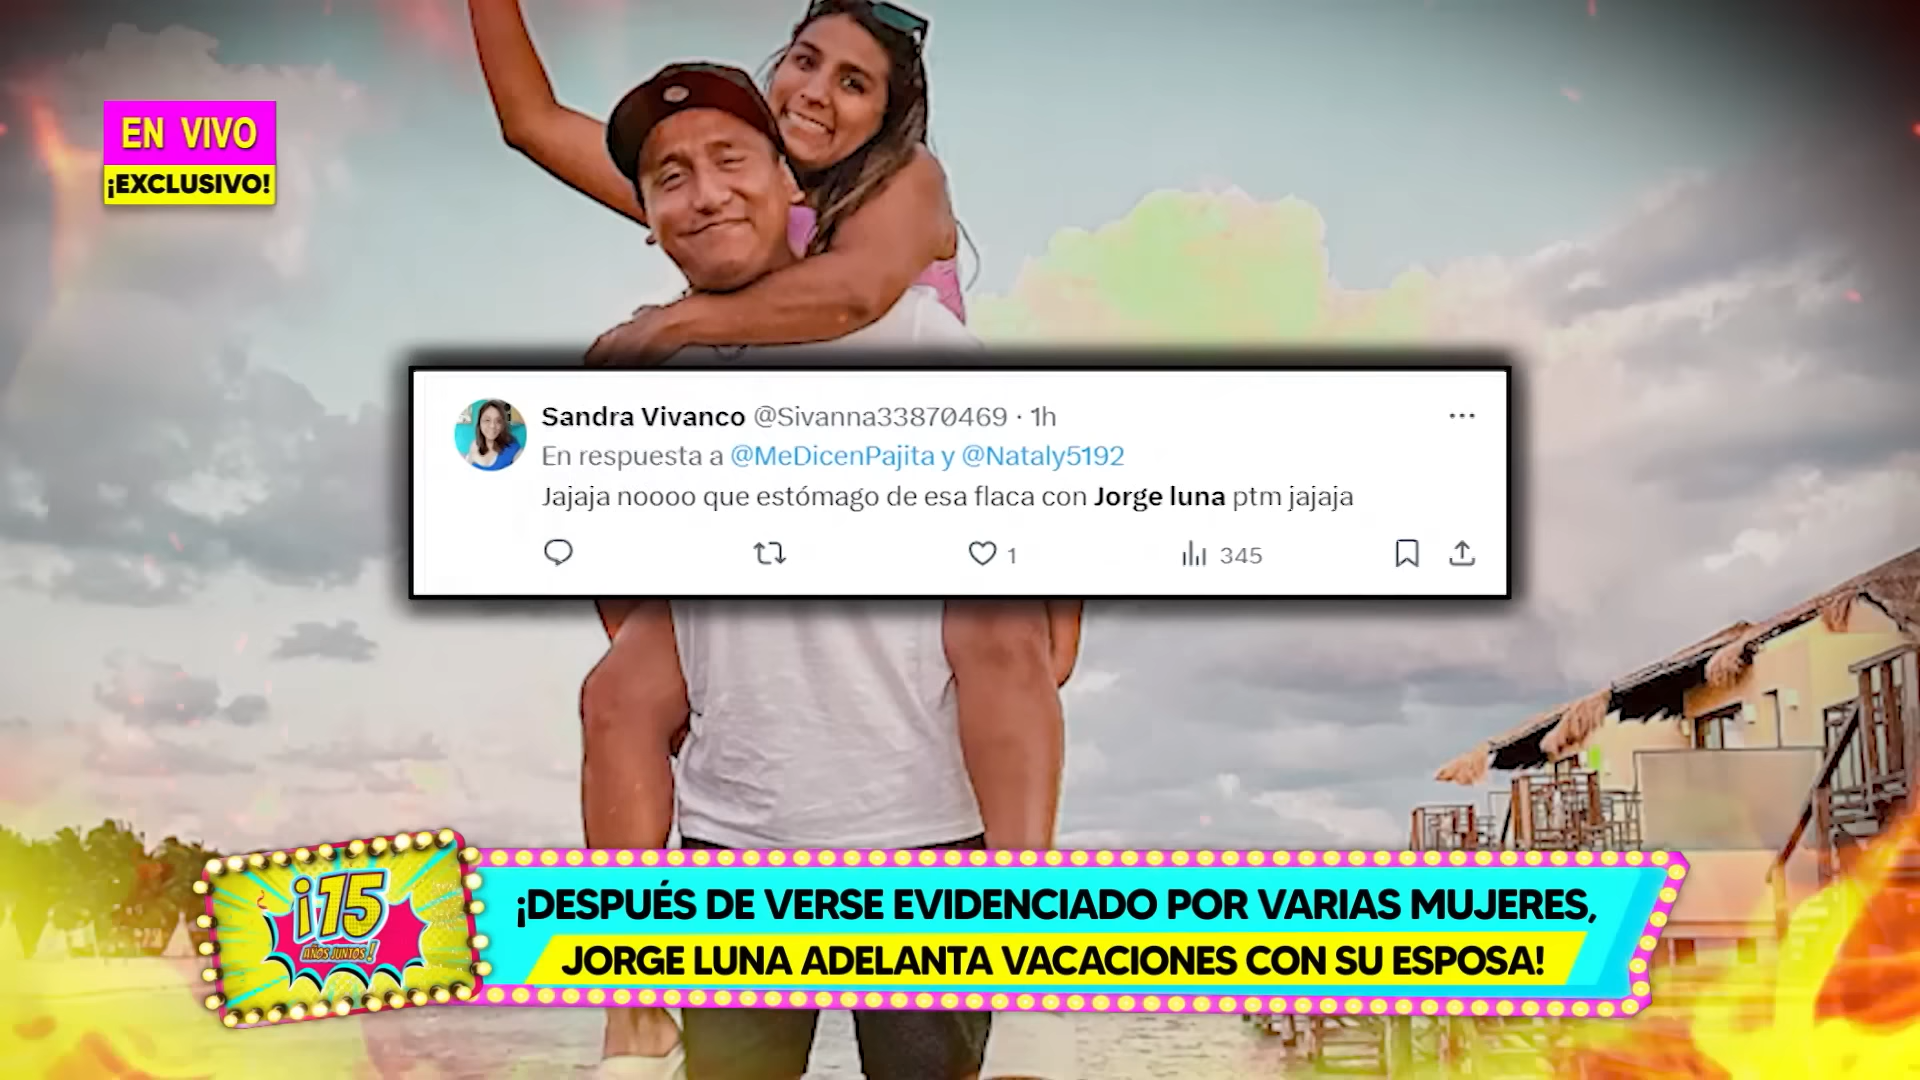 EN VIVO
¡EXCLUSIVO!
Sandra Vivanco @Sivanna33870469 · 1h
En respuesta a @MeDicenPajita y @Nataly5192
Jajaja noooo que estómago de esa flaca con Jorge luna ptm jajaja
1
345
¡15
AÑOS JUNTOS!
¡DESPUÉS DE VERSE EVIDENCIADO POR VARIAS MUJERES,
JORGE LUNA ADELANTA VACACIONES CON SU ESPOSA!